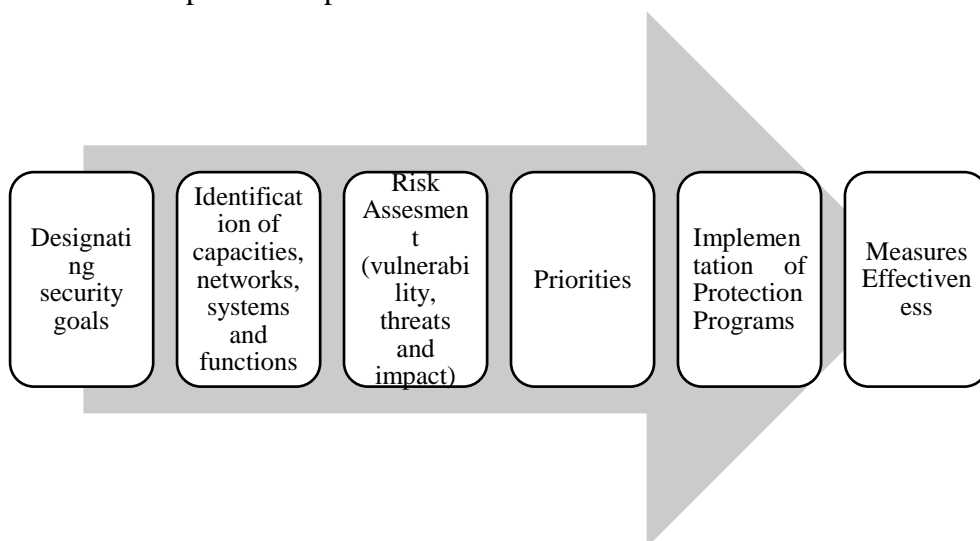 Designati
ng
security
goals
Identificat
ion of
capacities,
networks,
systems
and
functions
Risk
Assesmen
t
(vulnerabi
lity,
threats
and
impact)
Priorities
Implemen
tation of
Protection
Programs
Measures
Effectiven
ess